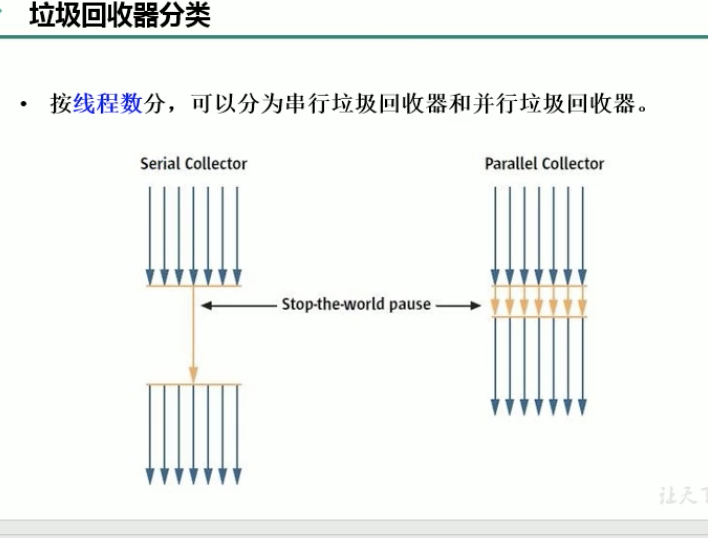 垃圾回收器分类
• 按线程数分，可以分为串行垃圾回收器和并行垃圾回收器。
Serial Collector
Parallel Collector
Stop-the-world pause
让天